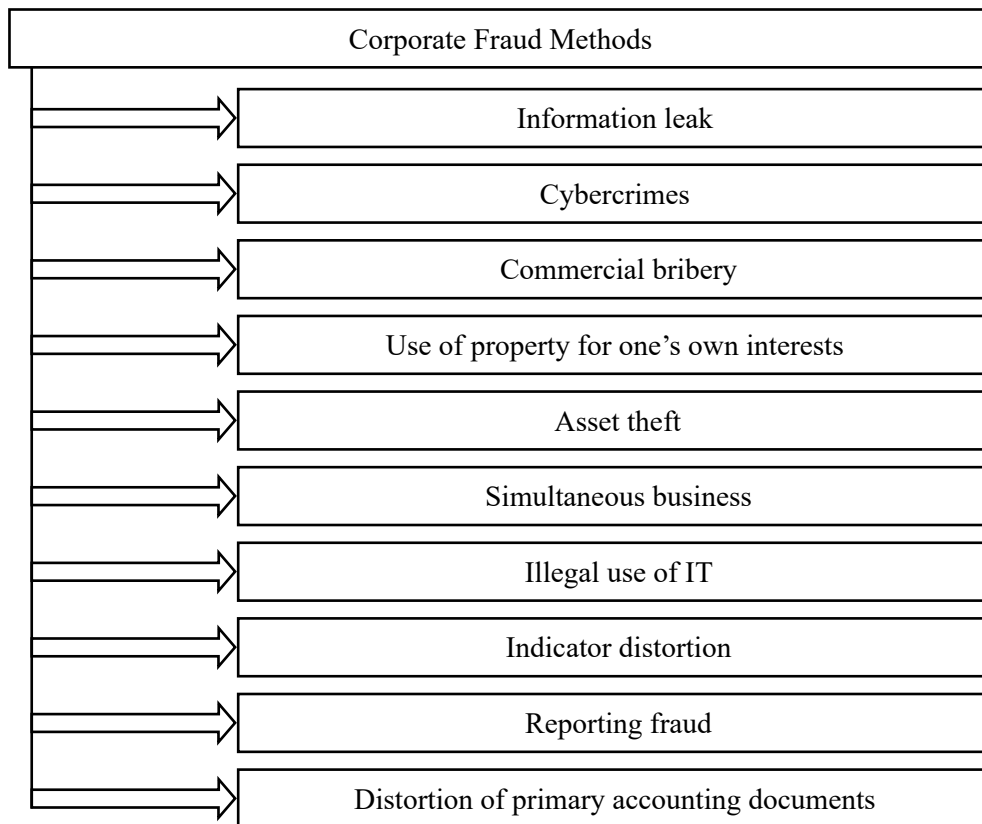 Corporate Fraud Methods
Information leak
Cybercrimes
Commercial bribery
Use of property for one’s own interests
Asset theft
Simultaneous business
Illegal use of IT
Indicator distortion
Reporting fraud
Distortion of primary accounting documents